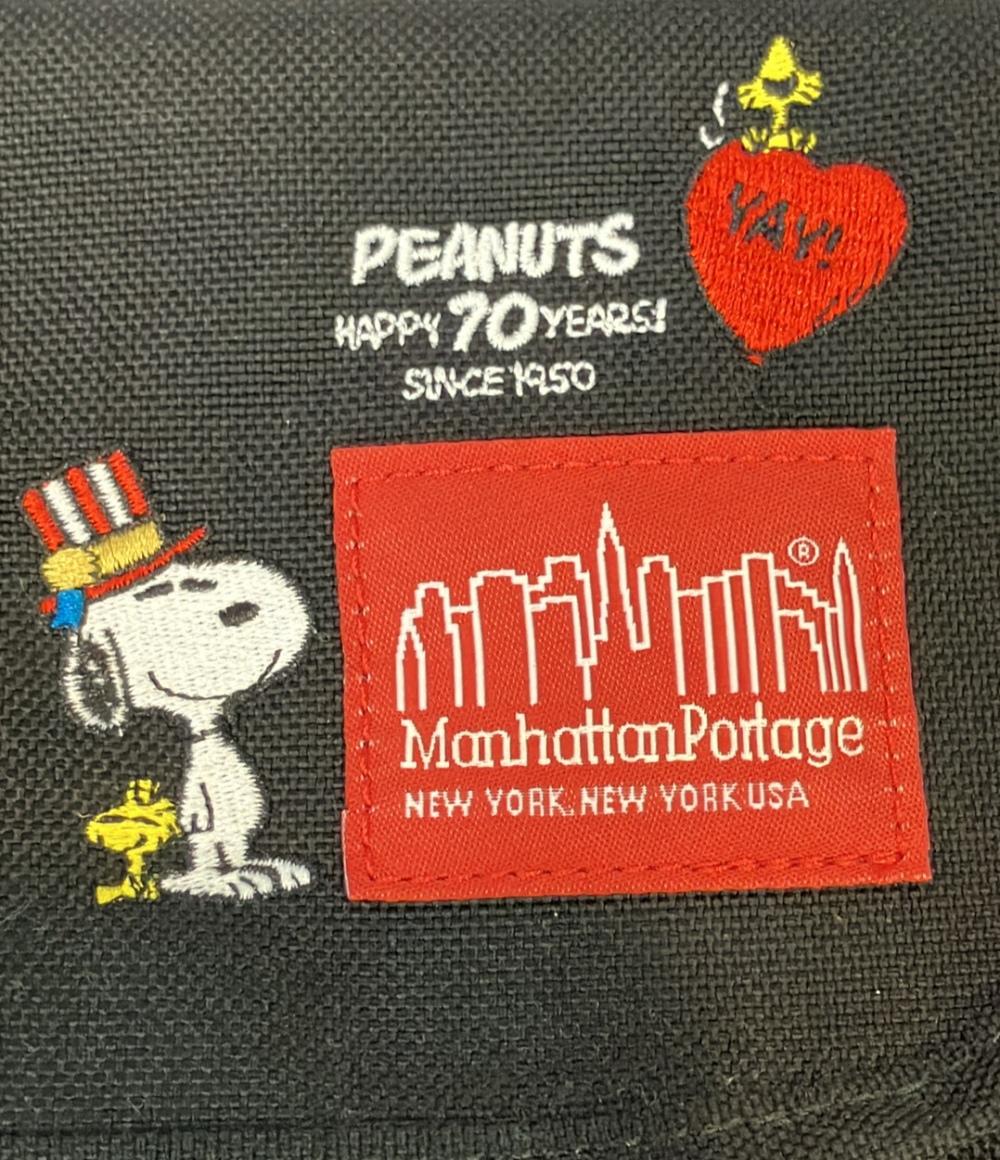 YAY!
PEANUTS
HAPPY 70 YEARS!
SINCE 1950
®
ManhattanPortage
NEW YORK, NEW YORK USA